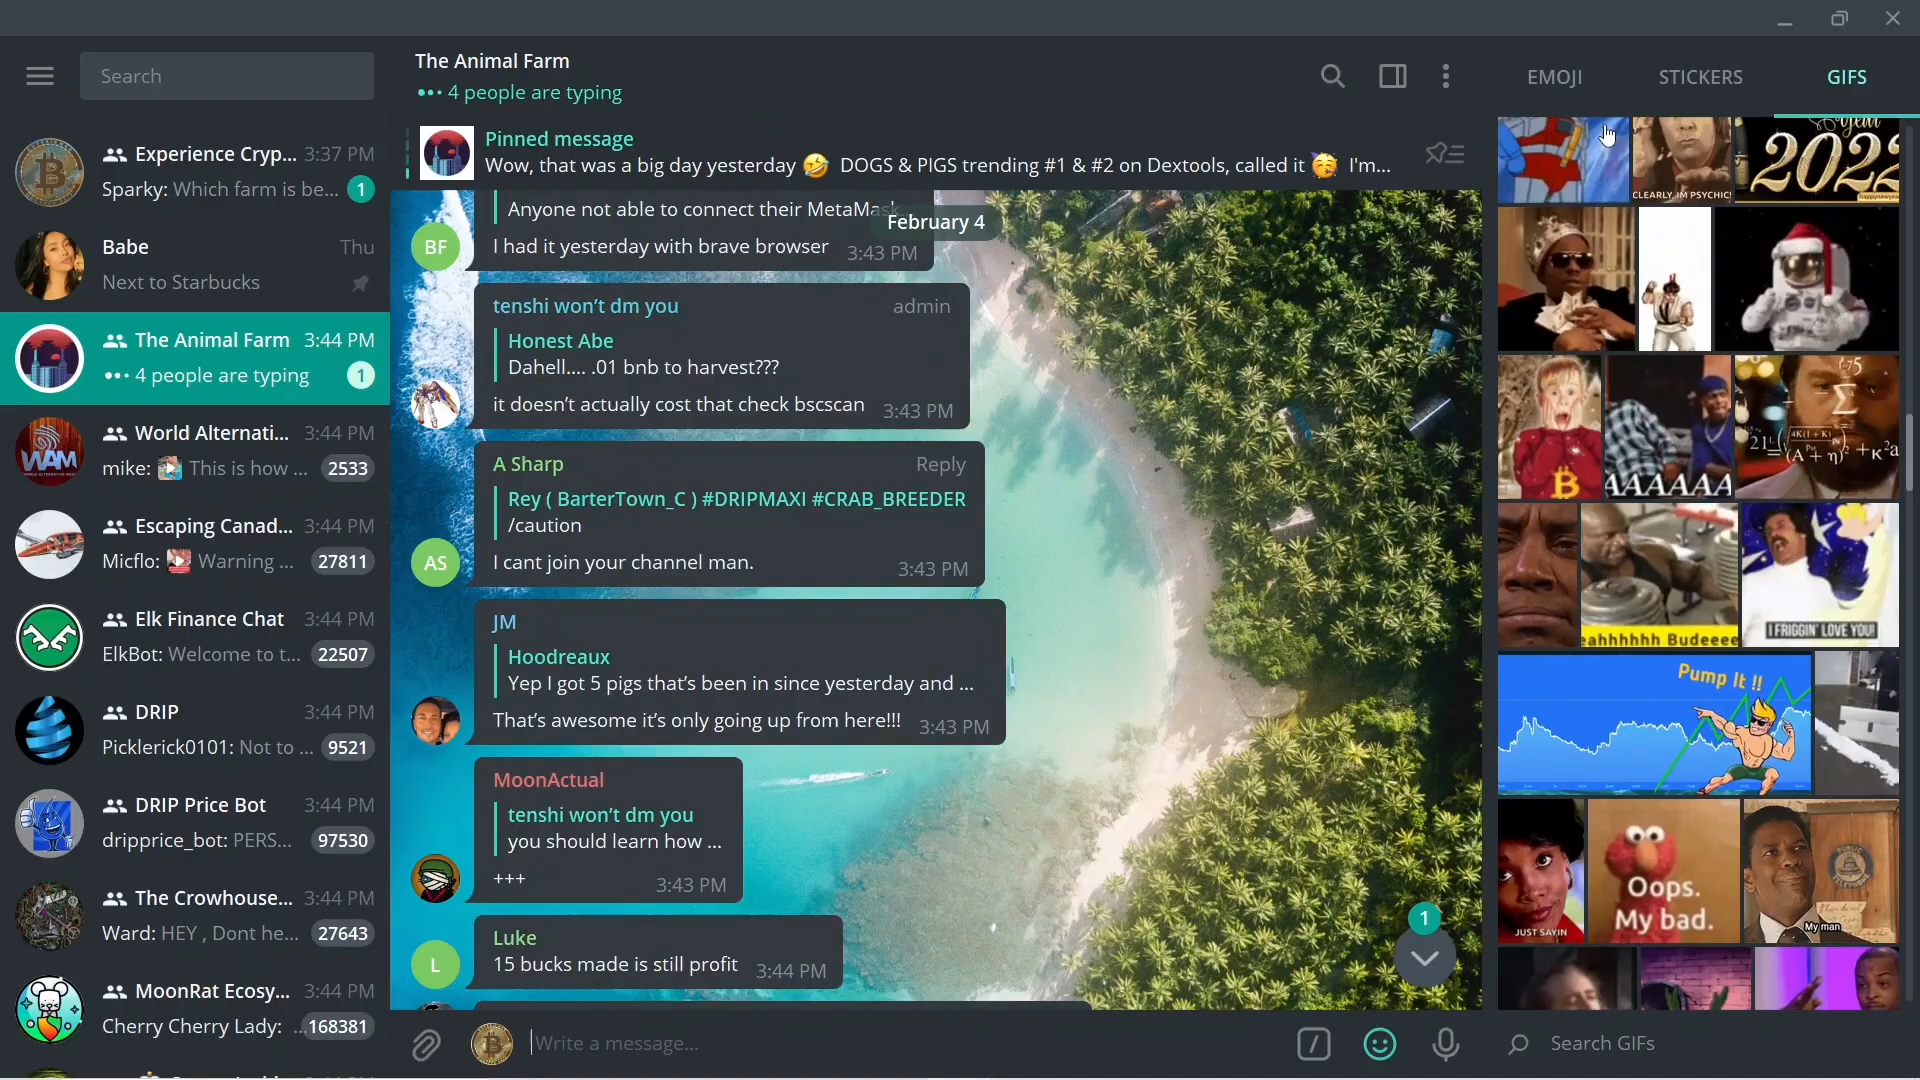 Search
Experience Cryp... 3:37 PM
Sparky: Which farm is be... 1
Babe Thu
Next to Starbucks
The Animal Farm 3:44 PM
4 people are typing 1
World Alternati... 3:44 PM
mike: This is how ... 2533
WAM
Escaping Canad... 3:44 PM
Micflo: Warning ... 27811
Elk Finance Chat 3:44 PM
ElkBot: Welcome to t... 22507
DRIP 3:44 PM
Picklerick0101: Not to ... 9521
DRIP Price Bot 3:44 PM
dripprice_bot: PERS... 97530
The Crowhouse... 3:44 PM
Ward: HEY , Dont he... 27643
MoonRat Ecosy... 3:44 PM
Cherry Cherry Lady: ... 168381
The Animal Farm
4 people are typing
Pinned message
Wow, that was a big day yesterday 🤣 DOGS & PIGS trending #1 & #2 on Dextools, called it 🥳 I'm...
February 4
Anyone not able to connect their MetaMask
BF
I had it yesterday with brave browser 3:43 PM
tenshi won't dm you admin
Honest Abe
Dahell.... .01 bnb to harvest???
it doesn't actually cost that check bscscan 3:43 PM
A Sharp Reply
Rey ( BarterTown_C ) #DRIPMAXI #CRAB_BREEDER
/caution
AS
I cant join your channel man. 3:43 PM
JM
Hoodreaux
Yep I got 5 pigs that's been in since yesterday and ...
That's awesome it's only going up from here!!! 3:43 PM
MoonActual
tenshi won't dm you
you should learn how ...
+++ 3:43 PM
Luke
L
15 bucks made is still profit 3:44 PM
1
Write a message...
EMOJI STICKERS GIFS
CLEARLY IM PSYCHIC!
2022
AAAAAA
eahhhhhh Budeeee
I FRIGGIN' LOVE YOU!
Pump It !!
JUST SAYIN
Oops.
My bad.
My man
Search GIFs